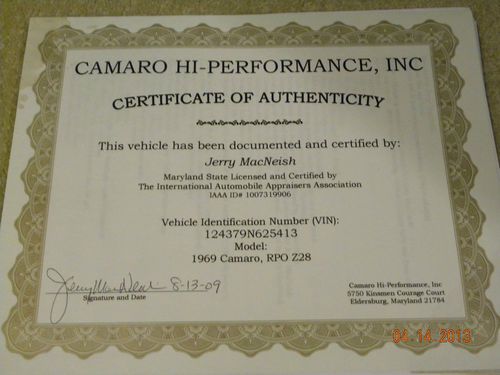 CAMARO HI-PERFORMANCE, INC
CERTIFICATE OF AUTHENTICITY
This vehicle has been documented and certified by:
Jerry MacNeish
Maryland State Licensed and Certified by
The International Automobile Appraisers Association
IAAA ID# 1007319906
Vehicle Identification Number (VIN):
124379N625413
Model:
1969 Camaro, RPO Z28
Jerry MacNeish 8-13-09
Signature and Date
Camaro Hi-Performance, Inc
5750 Kinsmen Courage Court
Eldersburg, Maryland 21784
04.14.2013